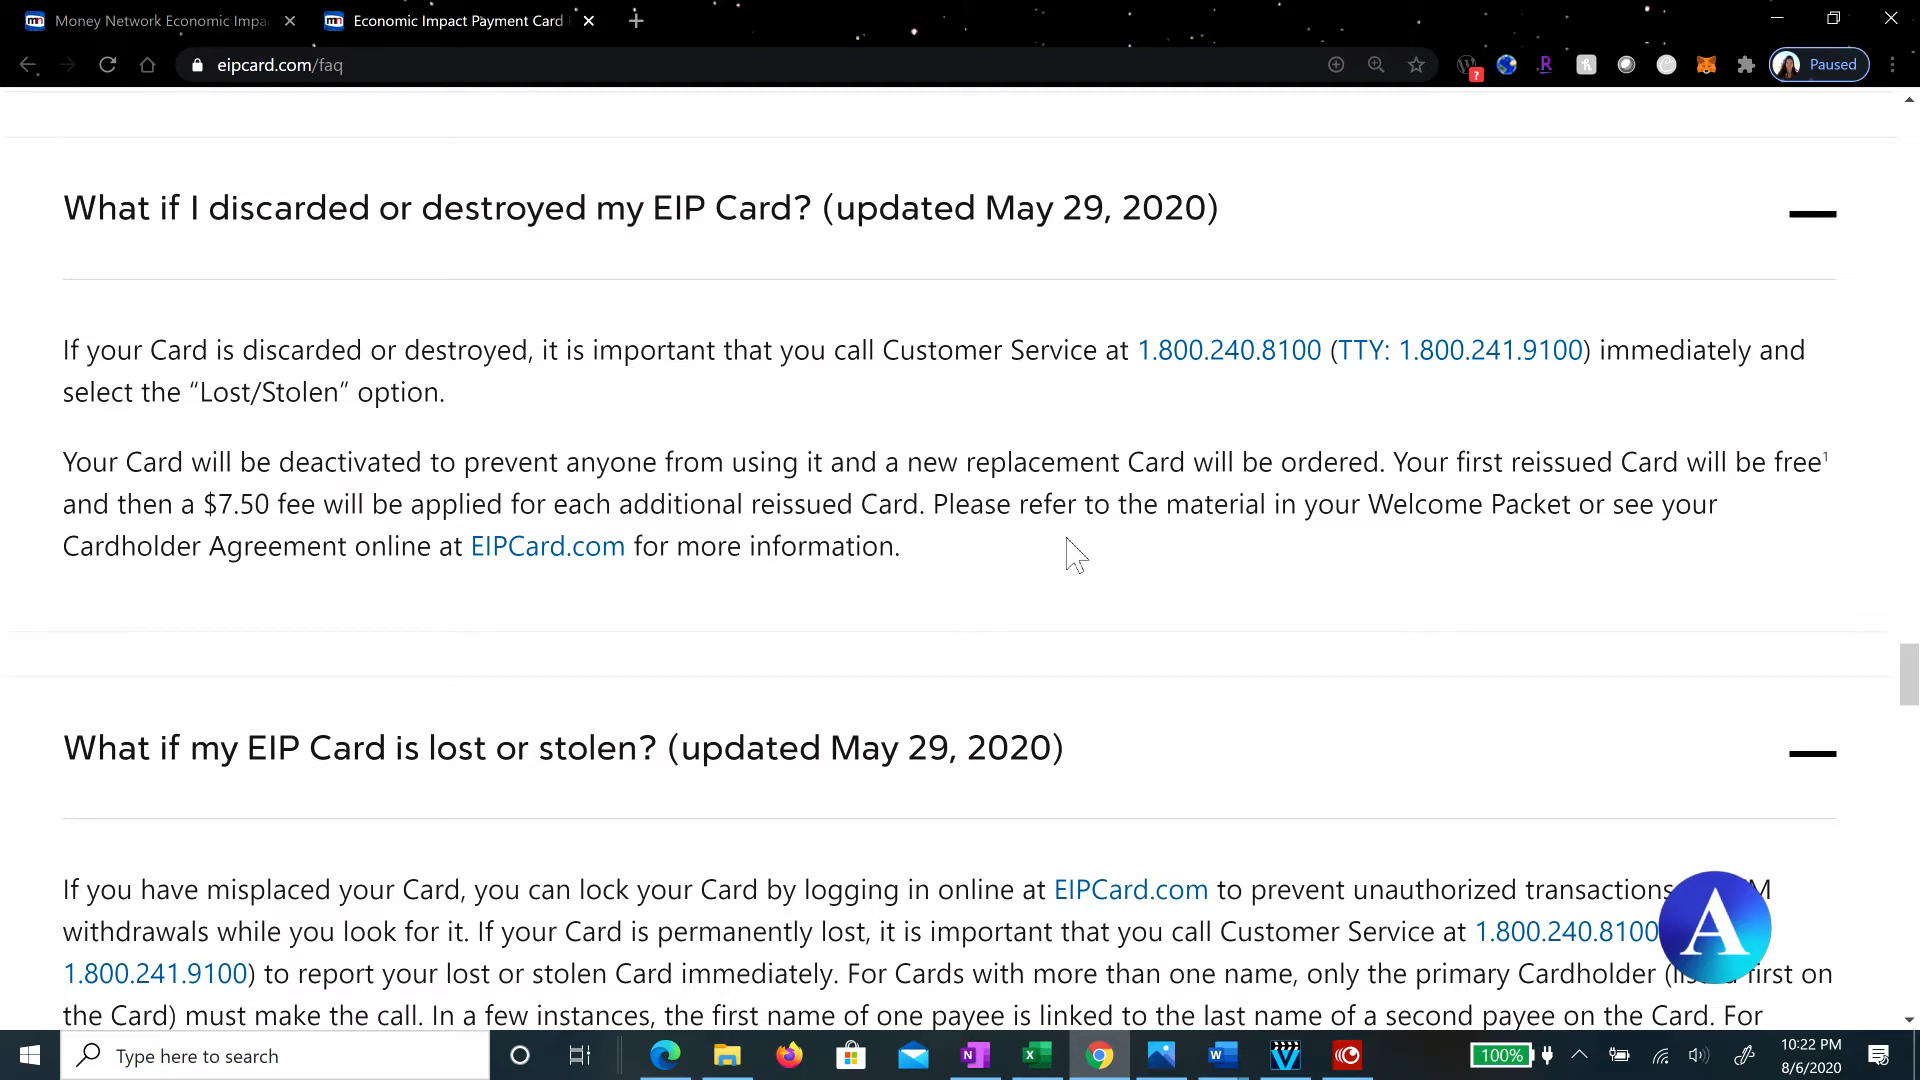 Money Network Economic Impa
Economic Impact Payment Card
eipcard.com/faq
Paused
What if I discarded or destroyed my EIP Card? (updated May 29, 2020)
If your Card is discarded or destroyed, it is important that you call Customer Service at 1.800.240.8100 (TTY: 1.800.241.9100) immediately and
select the “Lost/Stolen” option.
Your Card will be deactivated to prevent anyone from using it and a new replacement Card will be ordered. Your first reissued Card will be free¹
and then a $7.50 fee will be applied for each additional reissued Card. Please refer to the material in your Welcome Packet or see your
Cardholder Agreement online at EIPCard.com for more information.
What if my EIP Card is lost or stolen? (updated May 29, 2020)
If you have misplaced your Card, you can lock your Card by logging in online at EIPCard.com to prevent unauthorized transactions
withdrawals while you look for it. If your Card is permanently lost, it is important that you call Customer Service at 1.800.240.8100
A
1.800.241.9100) to report your lost or stolen Card immediately. For Cards with more than one name, only the primary Cardholder first on
the Card) must make the call. In a few instances, the first name of one payee is linked to the last name of a second payee on the Card. For
Type here to search
100%
10:22 PM
8/6/2020